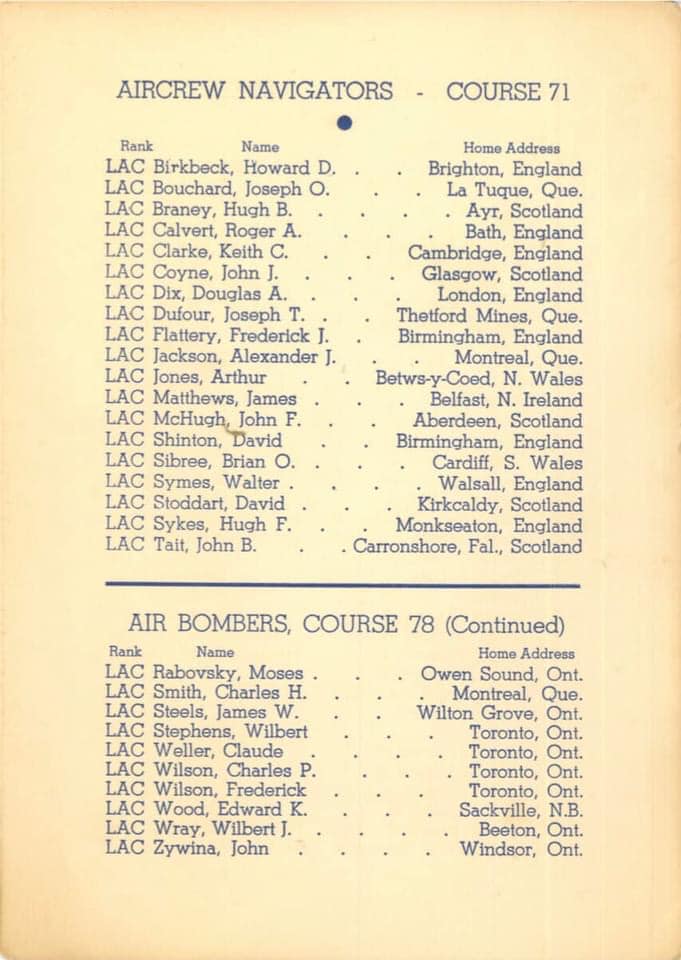 AIRCREW NAVIGATORS - COURSE 71
Rank Name Home Address
LAC Birkbeck, Howard D. . . Brighton, England
LAC Bouchard, Joseph O. . . La Tuque, Que.
LAC Braney, Hugh B. . . . . Ayr, Scotland
LAC Calvert, Roger A. . . . Bath, England
LAC Clarke, Keith C. . . Cambridge, England
LAC Coyne, John J. . . . Glasgow, Scotland
LAC Dix, Douglas A. . . . London, England
LAC Dufour, Joseph T. . . Thetford Mines, Que.
LAC Flattery, Frederick J. . Birmingham, England
LAC Jackson, Alexander J. . . Montreal, Que.
LAC Jones, Arthur . . Betws-y-Coed, N. Wales
LAC Matthews, James . . . Belfast, N. Ireland
LAC McHugh, John F. . . Aberdeen, Scotland
LAC Shinton, David . . Birmingham, England
LAC Sibree, Brian O. . . . Cardiff, S. Wales
LAC Symes, Walter . . . . Walsall, England
LAC Stoddart, David . . . Kirkcaldy, Scotland
LAC Sykes, Hugh F. . . Monkseaton, England
LAC Tait, John B. . . Carronshore, Fal., Scotland
AIR BOMBERS, COURSE 78 (Continued)
Rank Name Home Address
LAC Rabovsky, Moses . . . Owen Sound, Ont.
LAC Smith, Charles H. . . . Montreal, Que.
LAC Steels, James W. . . Wilton Grove, Ont.
LAC Stephens, Wilbert . . . Toronto, Ont.
LAC Weller, Claude . . . . Toronto, Ont.
LAC Wilson, Charles P. . . . Toronto, Ont.
LAC Wilson, Frederick . . . Toronto, Ont.
LAC Wood, Edward K. . . . Sackville, N.B.
LAC Wray, Wilbert J. . . . . Beeton, Ont.
LAC Zywina, John . . . . Windsor, Ont.